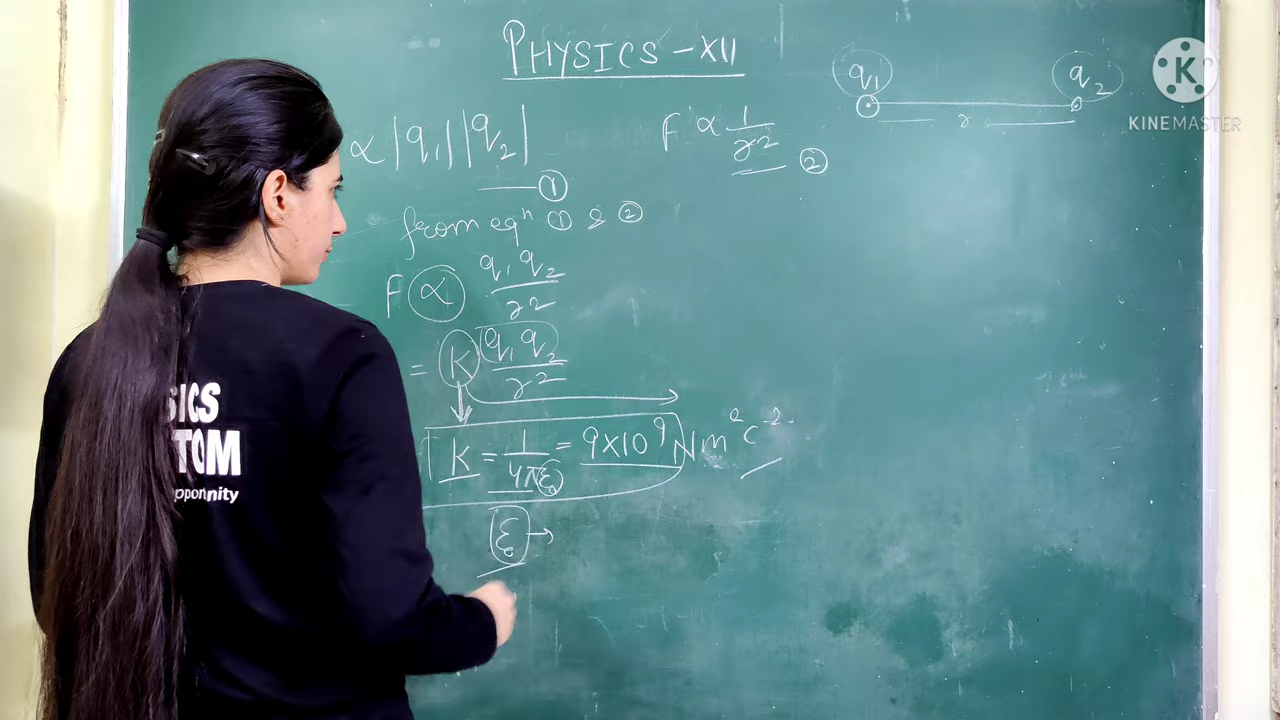 PHYSICS - XII
q₁ q₂
r
KINEMASTER
∝ |q₁| |q₂|
①
F ∝ 1/r² ②
from eqⁿ ① & ②
F ∝ q₁ q₂/r²
= K q₁ q₂/r²
K = 1/4πε₀ = 9×10⁹ Nm²c⁻²
ε₀ →
SICS
TOM
pportunity